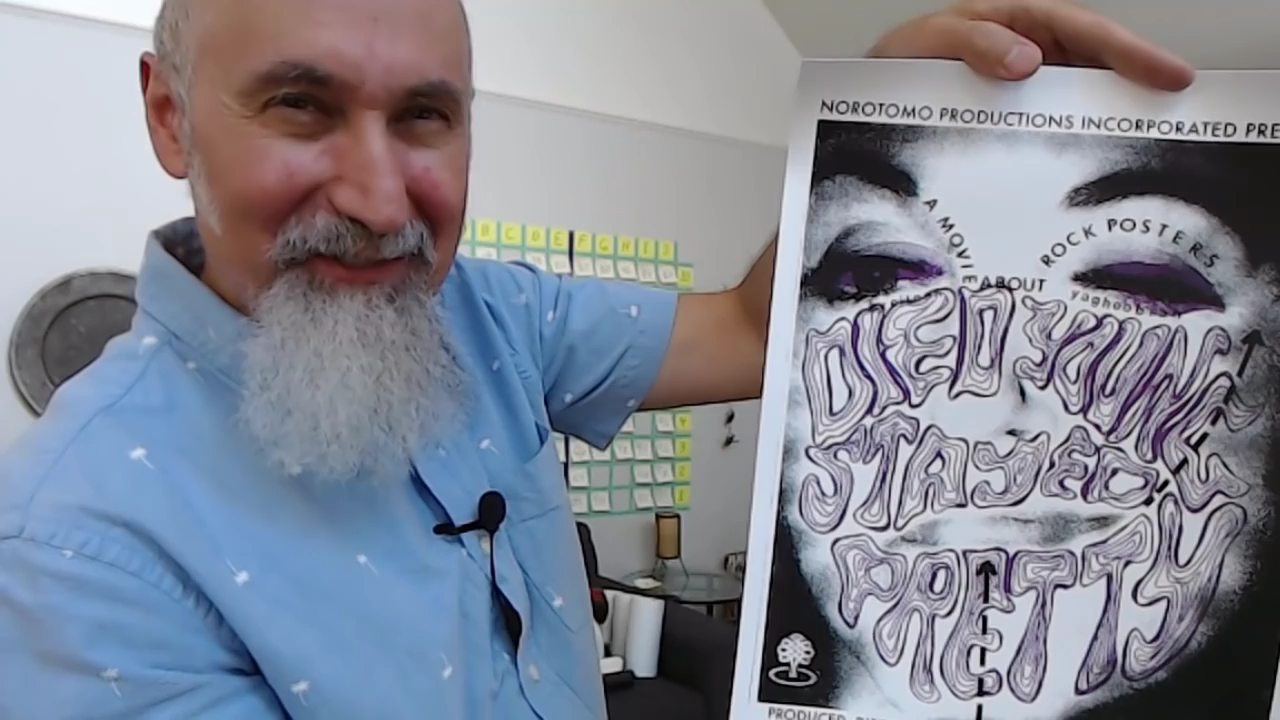 NOROTOMO PRODUCTIONS INCORPORATED PRE
A MOVIE ABOUT ROCK POSTERS
DIED YOUNG
STAYED
PRETTY
B C D E F G H I J